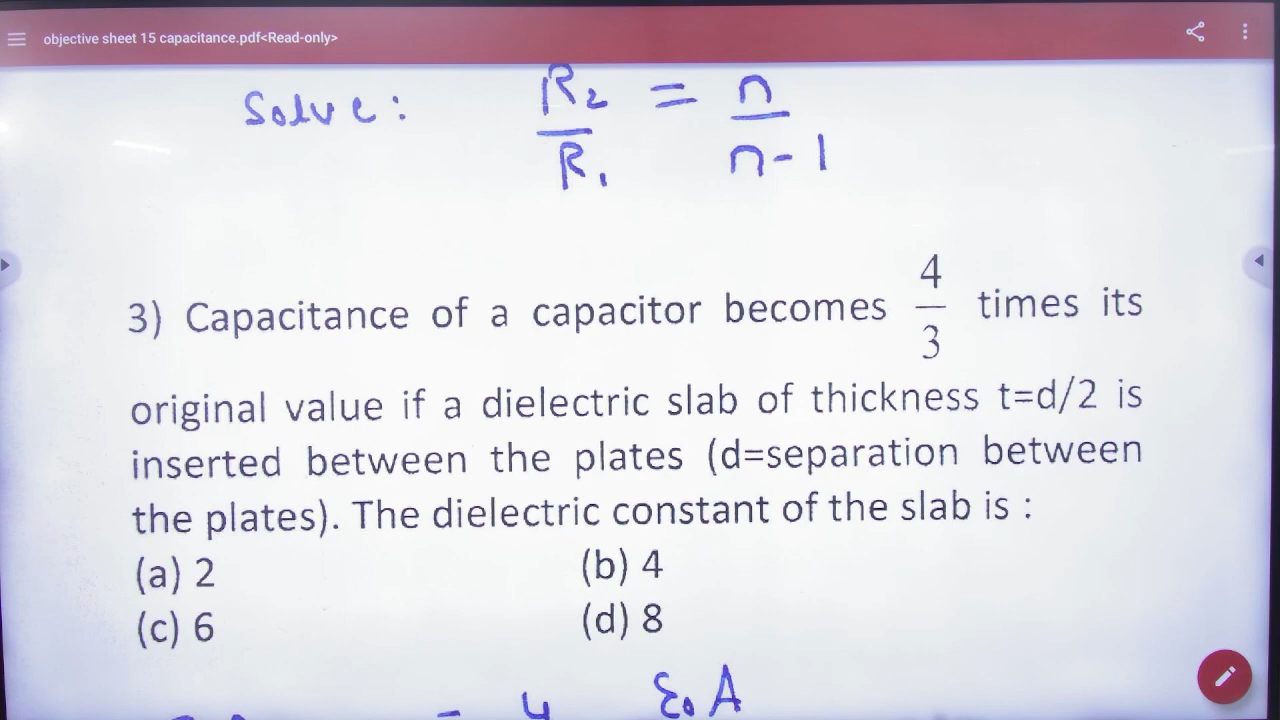 objective sheet 15 capacitance.pdf<Read-only>
Solve: R₂/R₁ = n/n-1
3) Capacitance of a capacitor becomes 4/3 times its
original value if a dielectric slab of thickness t=d/2 is
inserted between the plates (d=separation between
the plates). The dielectric constant of the slab is :
(a) 2 (b) 4
(c) 6 (d) 8
ε₀ A